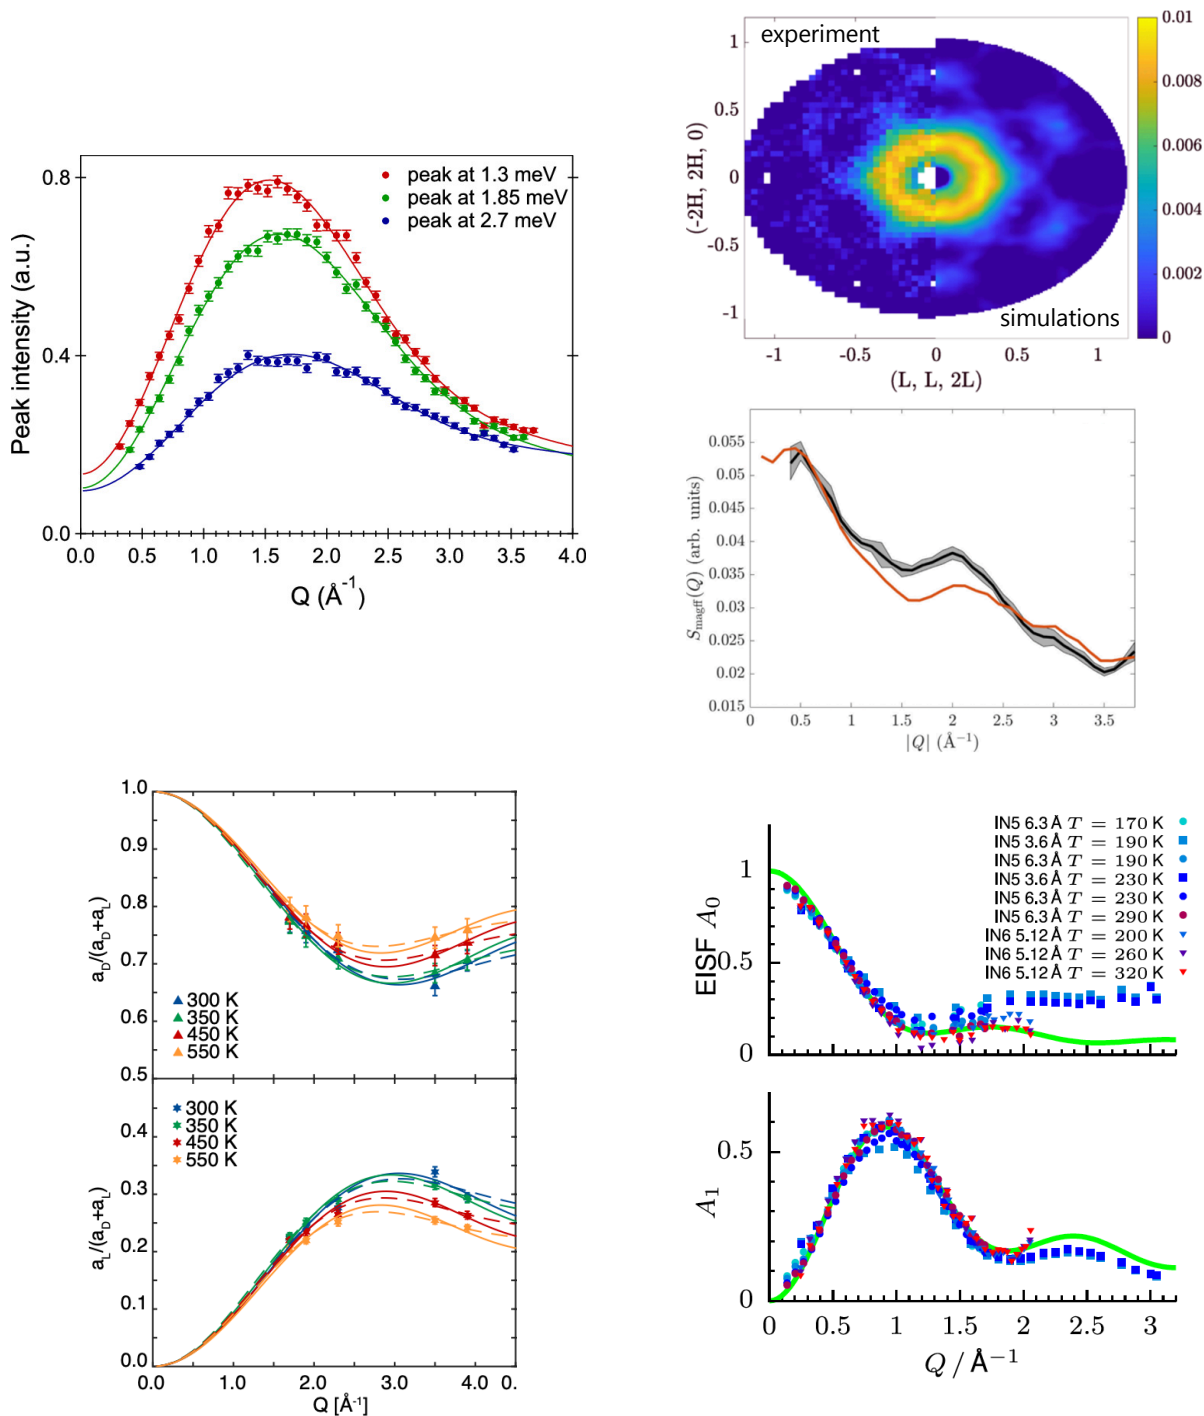 0.8
0.4
0.0
Peak intensity (a.u.)
peak at 1.3 meV
peak at 1.85 meV
peak at 2.7 meV
0.0 0.5 1.0 1.5 2.0 2.5 3.0 3.5 4.0
Q (Å⁻¹)
experiment
simulations
1
0.5
0
-0.5
-1
(-2H, 2H, 0)
-1 -0.5 0 0.5 1
(L, L, 2L)
0.01
0.008
0.006
0.004
0.002
0
0.055
0.05
0.045
0.04
0.035
0.03
0.025
0.02
0.015
S_magff(Q) (arb. units)
0 0.5 1 1.5 2 2.5 3 3.5
|Q| (Å⁻¹)
1.0
0.9
0.8
0.7
0.6
0.5
a_D/(a_D+a_L)
300 K
350 K
450 K
550 K
0.4
0.3
0.2
0.1
0.0
a_L/(a_D+a_L)
300 K
350 K
450 K
550 K
0.0 1.0 2.0 3.0 4.0 0.
Q [Å⁻¹]
IN5 6.3 Å T = 170 K
IN5 3.6 Å T = 190 K
IN5 6.3 Å T = 190 K
IN5 3.6 Å T = 230 K
IN5 6.3 Å T = 230 K
IN5 6.3 Å T = 290 K
IN6 5.12 Å T = 200 K
IN6 5.12 Å T = 260 K
IN6 5.12 Å T = 320 K
1
0.5
0
EISF A₀
0.5
0
A₁
0 0.5 1 1.5 2 2.5 3
Q / Å⁻¹